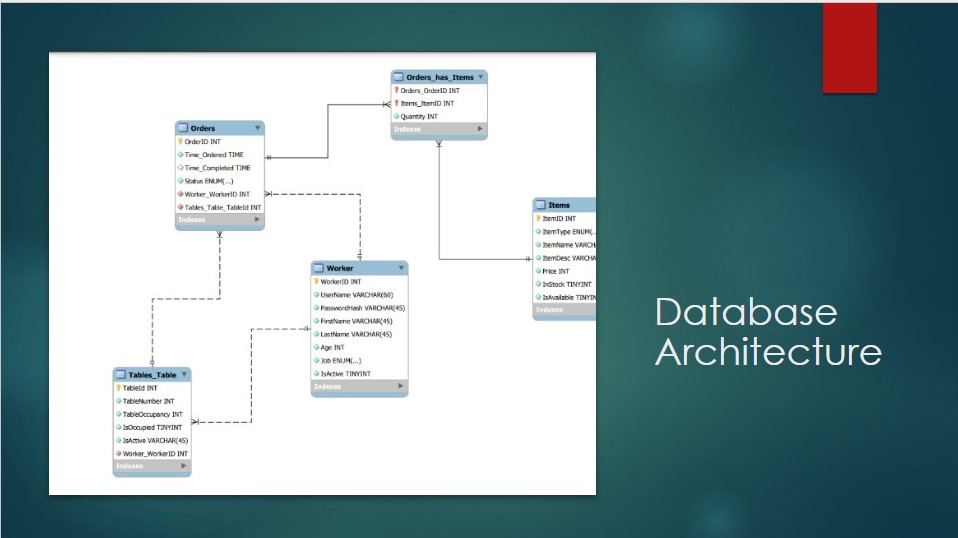 Orders_has_Items
Orders_OrderID INT
Items_ItemID INT
Quantity INT
Indexes
Orders
OrderID INT
Time_Ordered TIME
Time_Completed TIME
Status ENUM(...)
Worker_WorkerID INT
Tables_Table_TableId INT
Indexes
Items
ItemID INT
ItemType ENUM(..
ItemName VARCH
ItemDesc VARCHA
Price INT
InStock TINYINT
IsAvailable TINYIN
Indexes
Worker
WorkerID INT
UserName VARCHAR(60)
PasswordHash VARCHAR(45)
FirstName VARCHAR(45)
LastName VARCHAR(45)
Age INT
Job ENUM(...)
IsActive TINYINT
Indexes
Tables_Table
TableId INT
TableNumber INT
TableOccupancy INT
IsOccupied TINYINT
IsActive VARCHAR(45)
Worker_WorkerID INT
Indexes
Database
Architecture